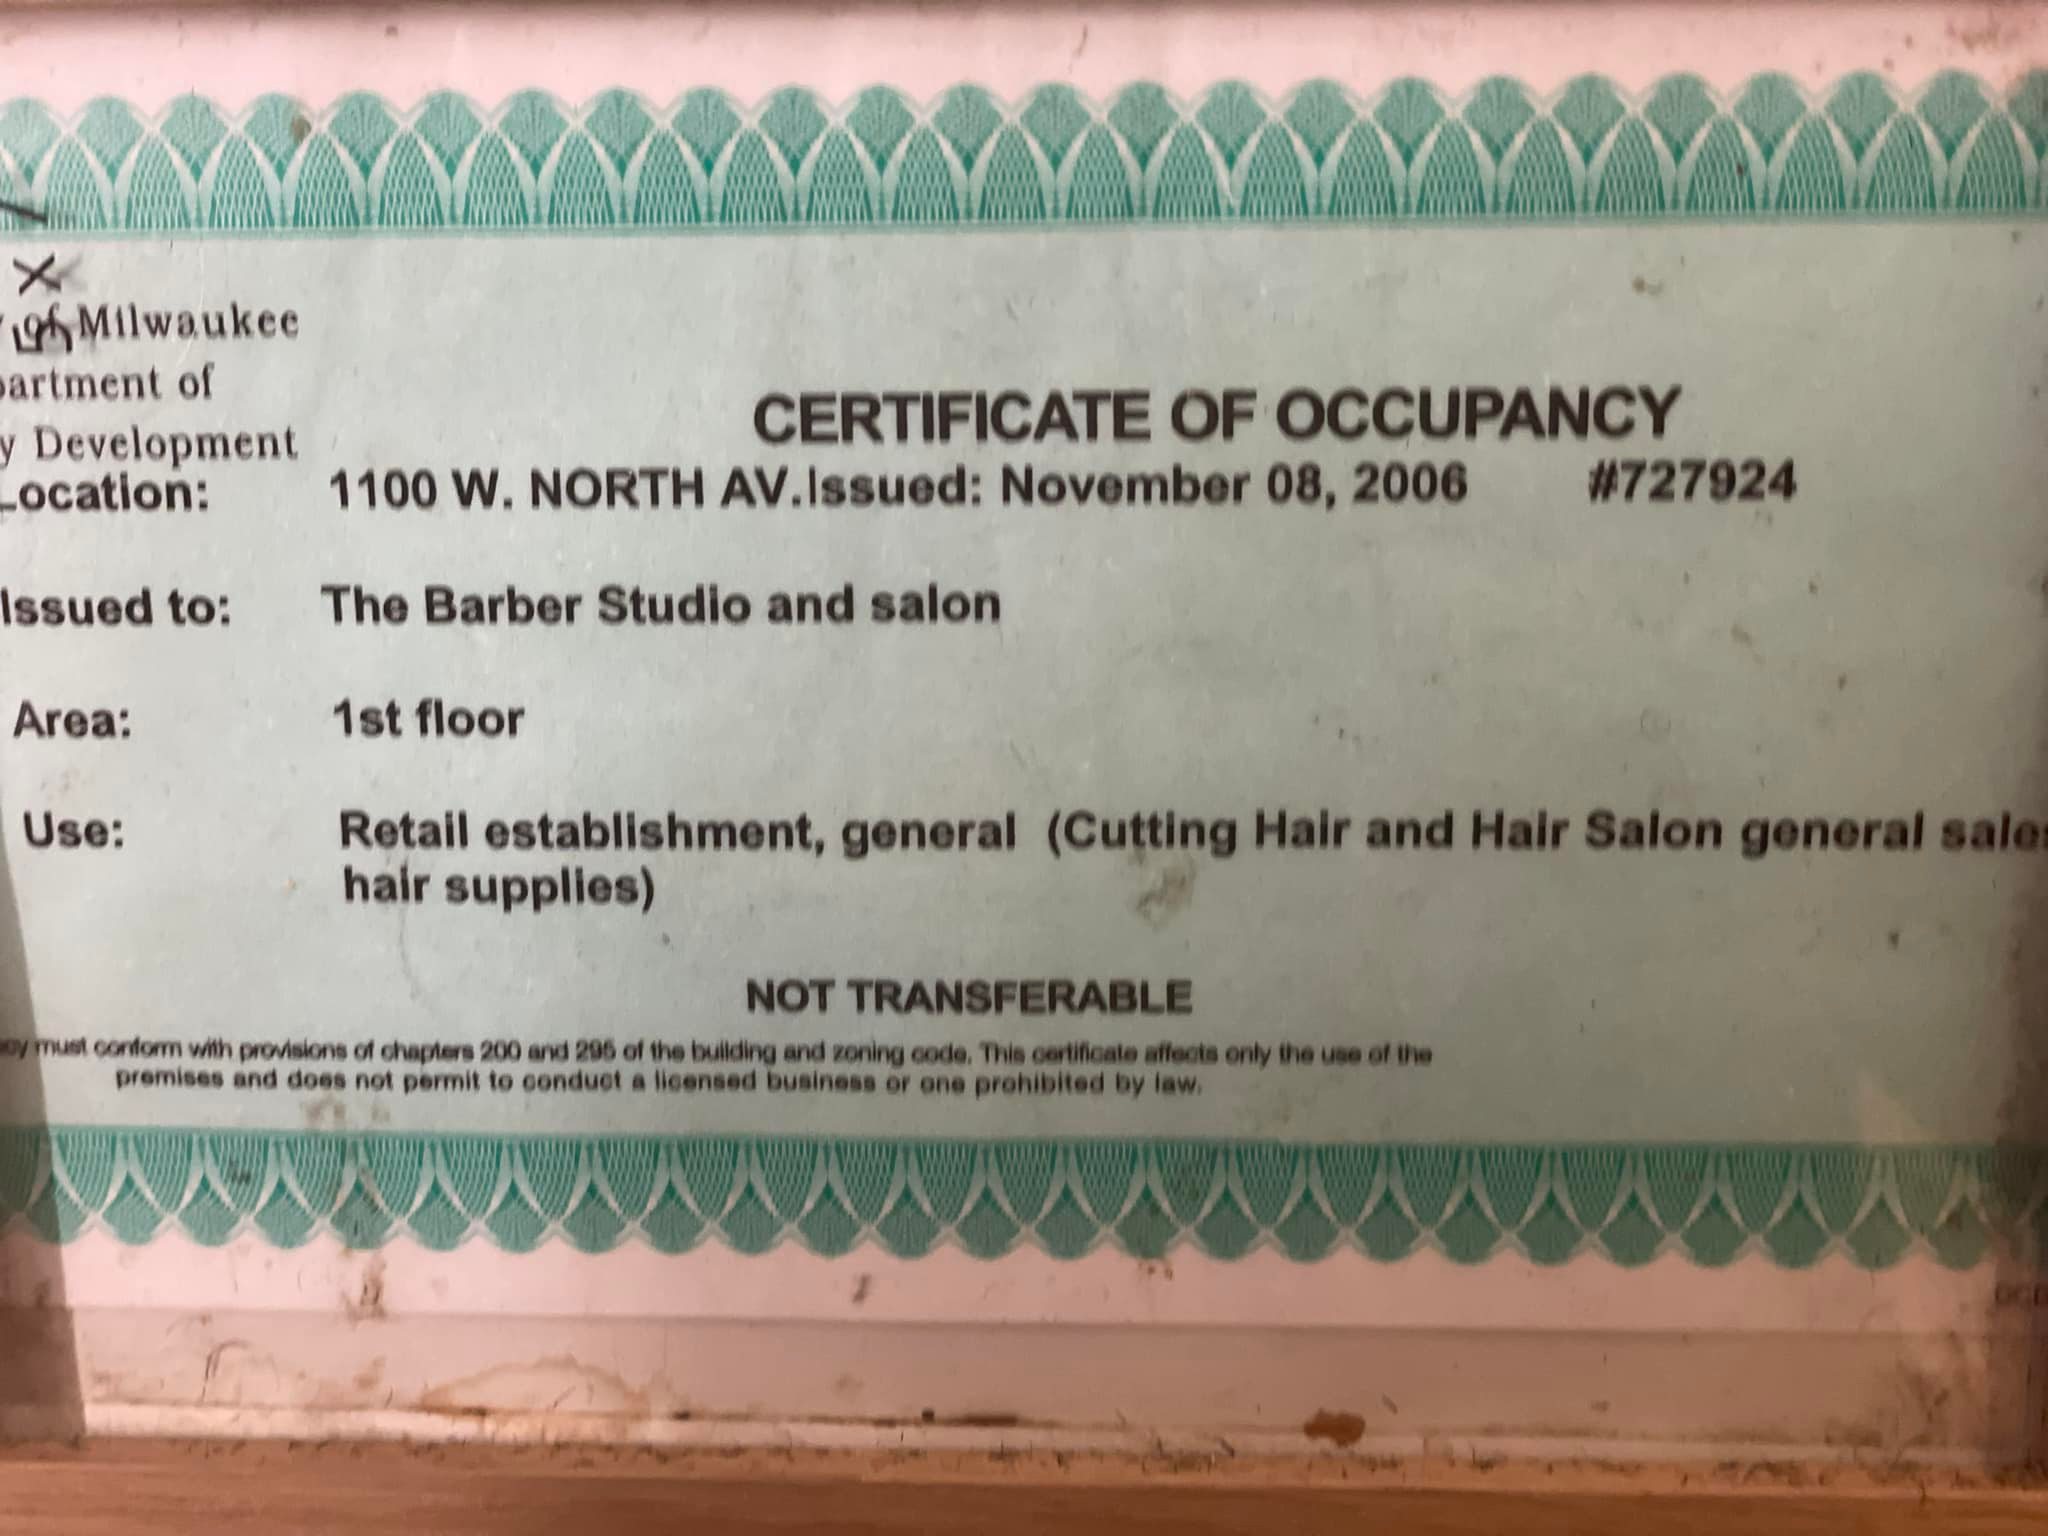 of Milwaukee
partment of
y Development
CERTIFICATE OF OCCUPANCY
Location: 1100 W. NORTH AV. Issued: November 08, 2006 #727924
Issued to: The Barber Studio and salon
Area: 1st floor
Use: Retail establishment, general (Cutting Hair and Hair Salon general sales
hair supplies)
NOT TRANSFERABLE
cy must conform with provisions of chapters 200 and 295 of the building and zoning code. This certificate affects only the use of the
premises and does not permit to conduct a licensed business or one prohibited by law.